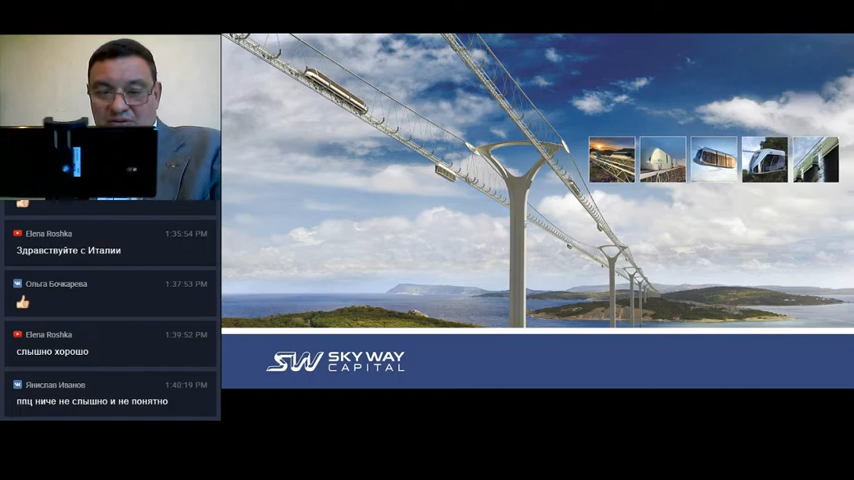 Elena Roshka 1:35:54 PM
Здравствуйте с Италии
Ольга Бочкарева 1:37:53 PM
Elena Roshka 1:39:52 PM
слышно хорошо
Янислав Иванов 1:40:19 PM
ппц ниче не слышно и не понятно
SW SKY WAY
CAPITAL